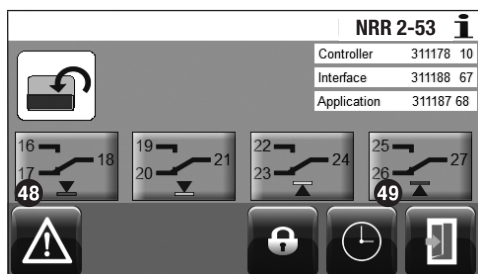 NRR 2-53 i
Controller 311178 10
Interface 311188 67
Application 311187 68
16 17 18
19 20 21
22 23 24
25 26 27
48 49